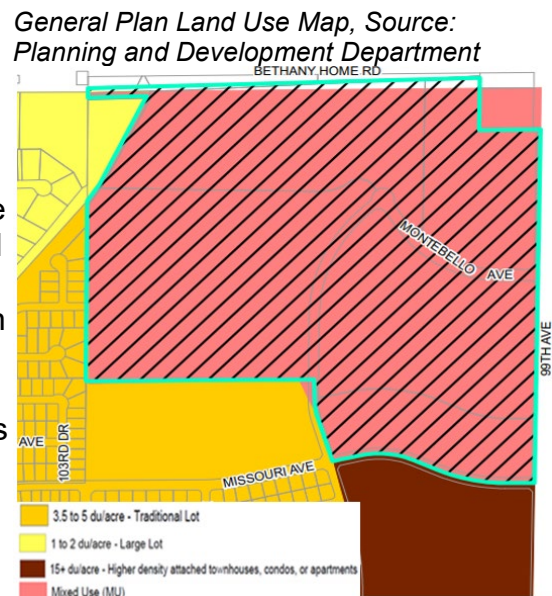 General Plan Land Use Map, Source:
Planning and Development Department
BETHANY HOME RD
MONTEBELLO AVE
99TH AVE
AVE
103RD DR
MISSOURI AVE
3.5 to 5 du/acre - Traditional Lot
1 to 2 du/acre - Large Lot
15+ du/acre - Higher density attached townhouses, condos, or apartments
Mixed Use (MU)